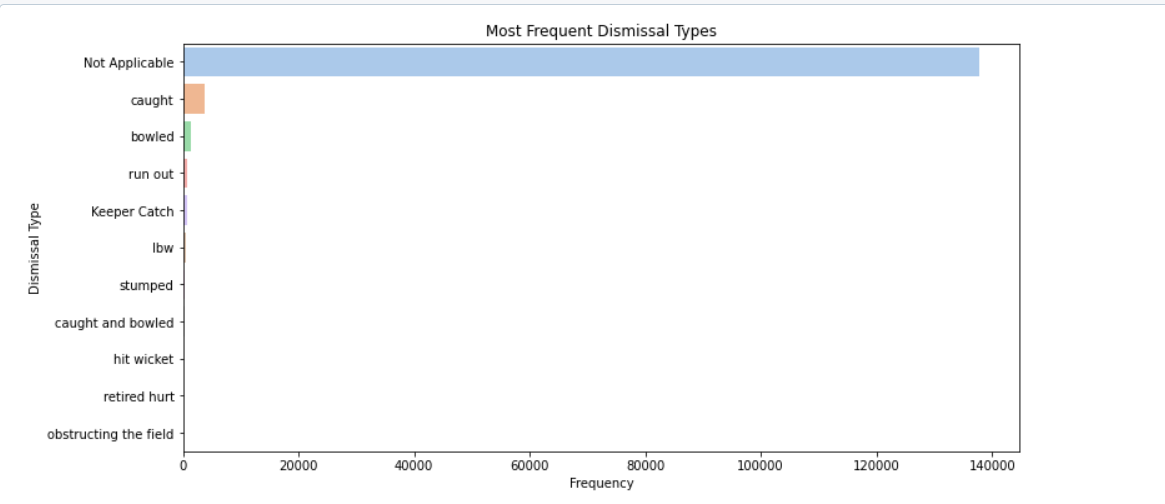 Most Frequent Dismissal Types
Dismissal Type
Not Applicable
caught
bowled
run out
Keeper Catch
lbw
stumped
caught and bowled
hit wicket
retired hurt
obstructing the field
0 20000 40000 60000 80000 100000 120000 140000
Frequency